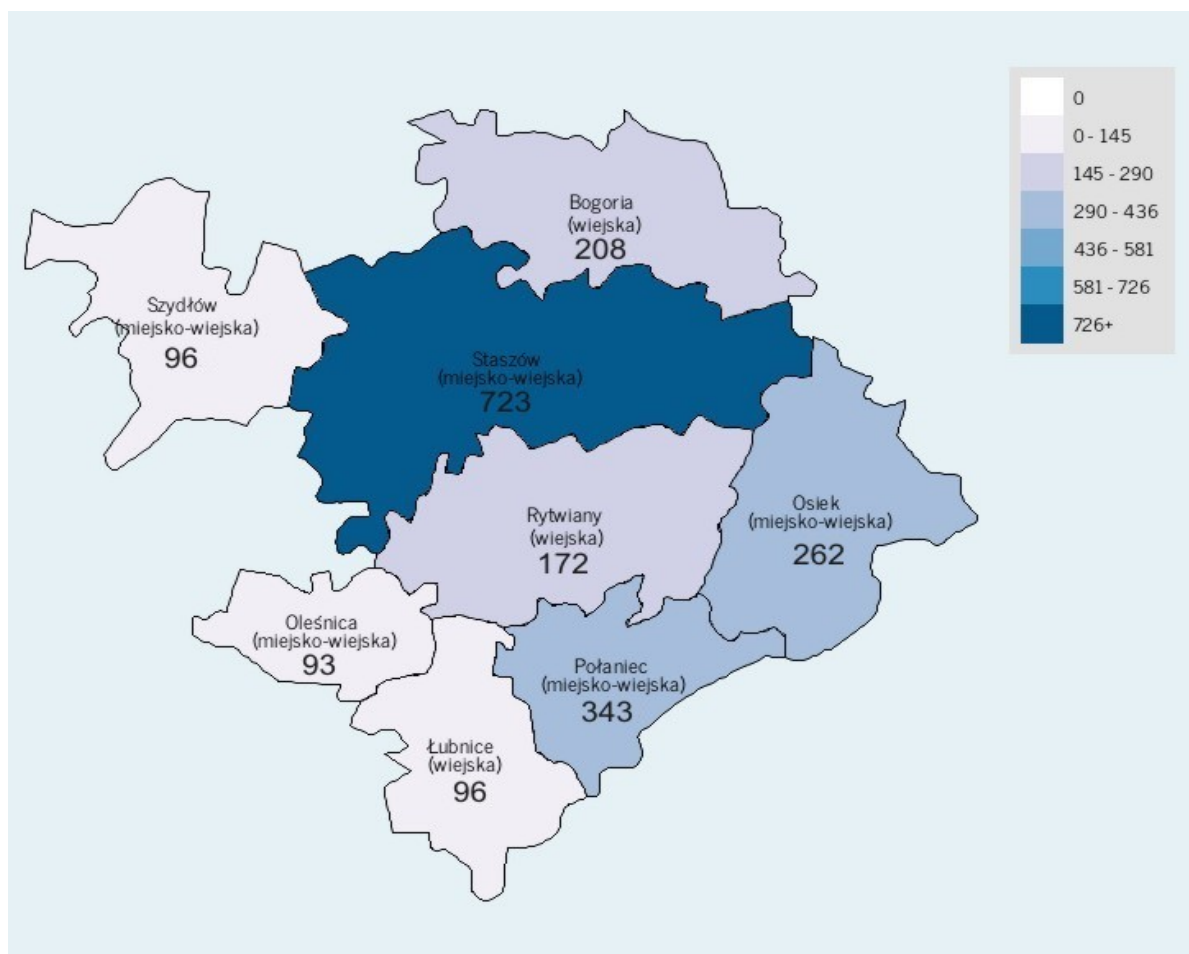 0
0 - 145
145 - 290
290 - 436
436 - 581
581 - 726
726+
Bogoria
(wiejska)
208
Szydłów
(miejsko-wiejska)
96
Staszów
(miejsko-wiejska)
723
Osiek
(miejsko-wiejska)
262
Rytwiany
(wiejska)
172
Oleśnica
(miejsko-wiejska)
93
Połaniec
(miejsko-wiejska)
343
Łubnice
(wiejska)
96